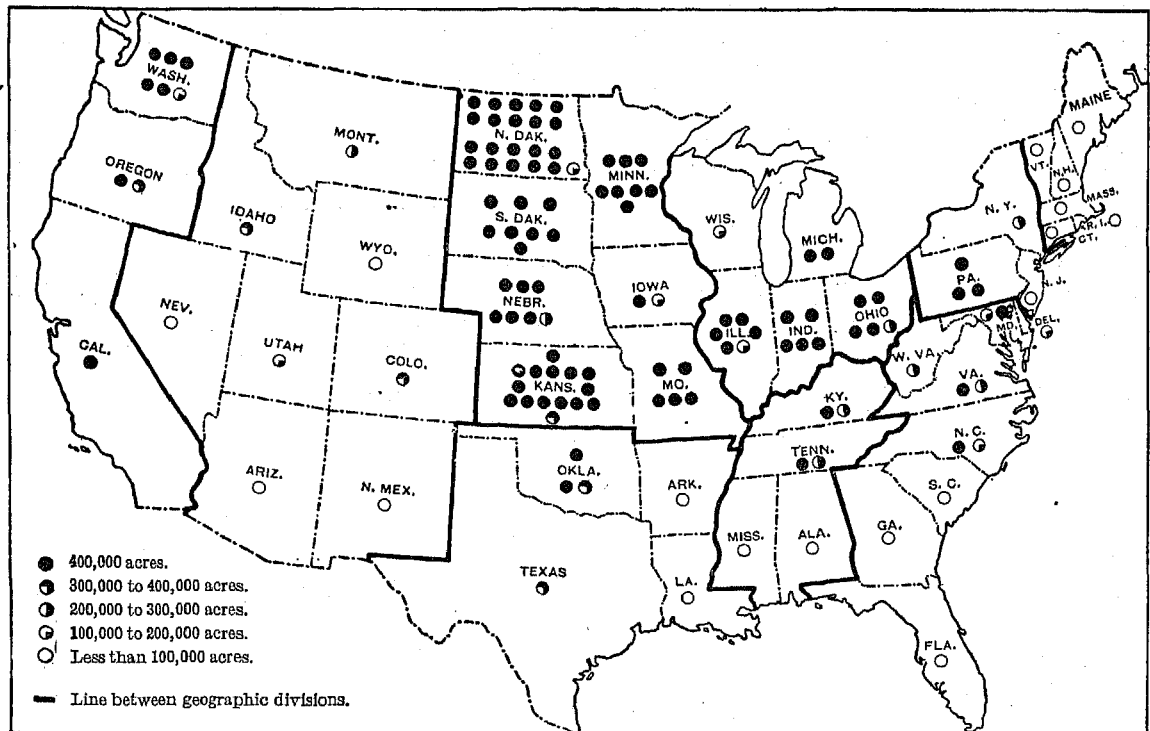 WASH.
MONT.
N. DAK.
MINN.
MAINE
OREGON
IDAHO
S. DAK.
WIS.
MICH.
N. Y.
VT.
N.H.
MASS.
R. I.
CT.
WYO.
NEBR.
IOWA
PA.
N. J.
NEV.
UTAH
COLO.
KANS.
MO.
ILL.
IND.
OHIO
MD.
DEL.
W. VA.
VA.
CAL.
KY.
ARIZ.
N. MEX.
OKLA.
ARK.
TENN.
N. C.
S. C.
TEXAS
LA.
MISS.
ALA.
GA.
FLA.
400,000 acres.
300,000 to 400,000 acres.
200,000 to 300,000 acres.
100,000 to 200,000 acres.
Less than 100,000 acres.
Line between geographic divisions.